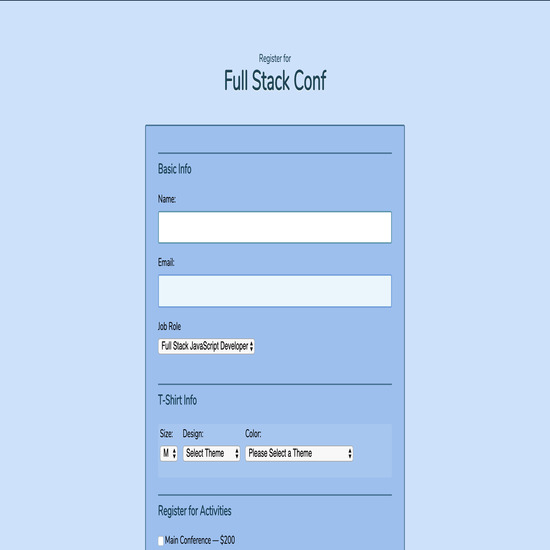 Register for
Full Stack Conf
Basic Info
Name:
Email:
Job Role
Full Stack JavaScript Developer
T-Shirt Info
Size: Design: Color:
M Select Theme Please Select a Theme
Register for Activities
Main Conference — $200